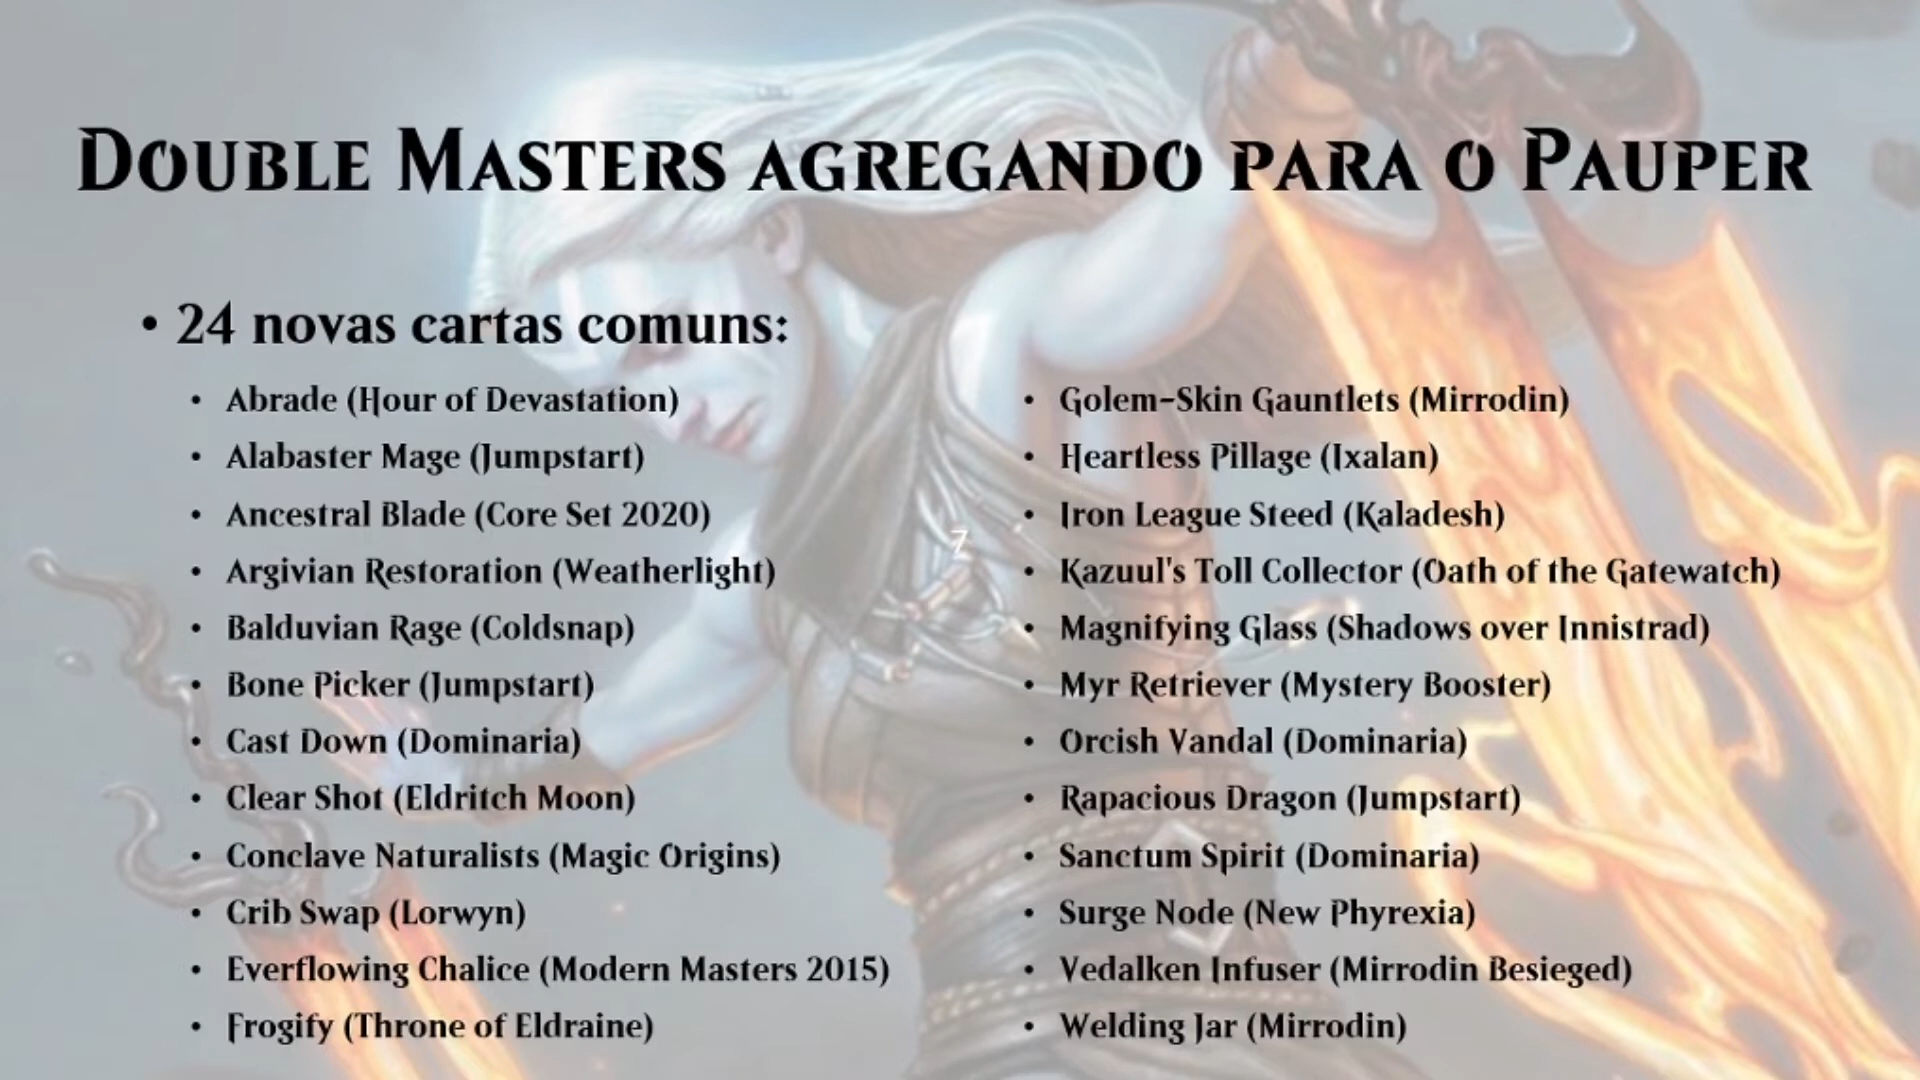 Double Masters agregando para o Pauper
• 24 novas cartas comuns:
• Abrade (Hour of Devastation)
• Alabaster Mage (Jumpstart)
• Ancestral Blade (Core Set 2020)
• Argivian Restoration (Weatherlight)
• Balduvian Rage (Coldsnap)
• Bone Picker (Jumpstart)
• Cast Down (Dominaria)
• Clear Shot (Eldritch Moon)
• Conclave Naturalists (Magic Origins)
• Crib Swap (Lorwyn)
• Everflowing Chalice (Modern Masters 2015)
• Frogify (Throne of Eldraine)
• Golem-Skin Gauntlets (Mirrodin)
• Heartless Pillage (Ixalan)
• Iron League Steed (Kaladesh)
• Kazuul's Toll Collector (Oath of the Gatewatch)
• Magnifying Glass (Shadows over Innistrad)
• Myr Retriever (Mystery Booster)
• Orcish Vandal (Dominaria)
• Rapacious Dragon (Jumpstart)
• Sanctum Spirit (Dominaria)
• Surge Node (New Phyrexia)
• Vedalken Infuser (Mirrodin Besieged)
• Welding Jar (Mirrodin)